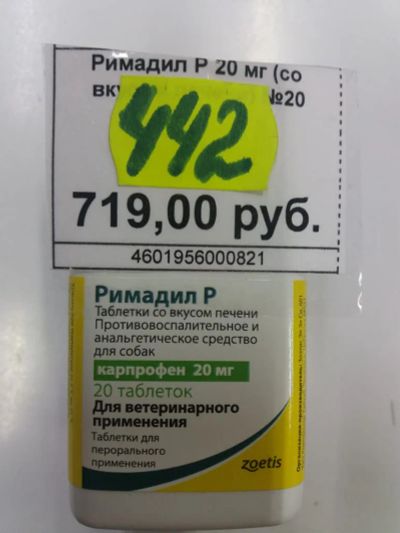 Римадил Р 20 мг (со
вку №20
442
719,00 руб.
4601956000821
Римадил Р
Таблетки со вкусом печени
Противовоспалительное и
анальгетическое средство
для собак
карпрофен 20 мг
20 таблеток
Для ветеринарного
применения
Таблетки для
перорального
применения
zoetis